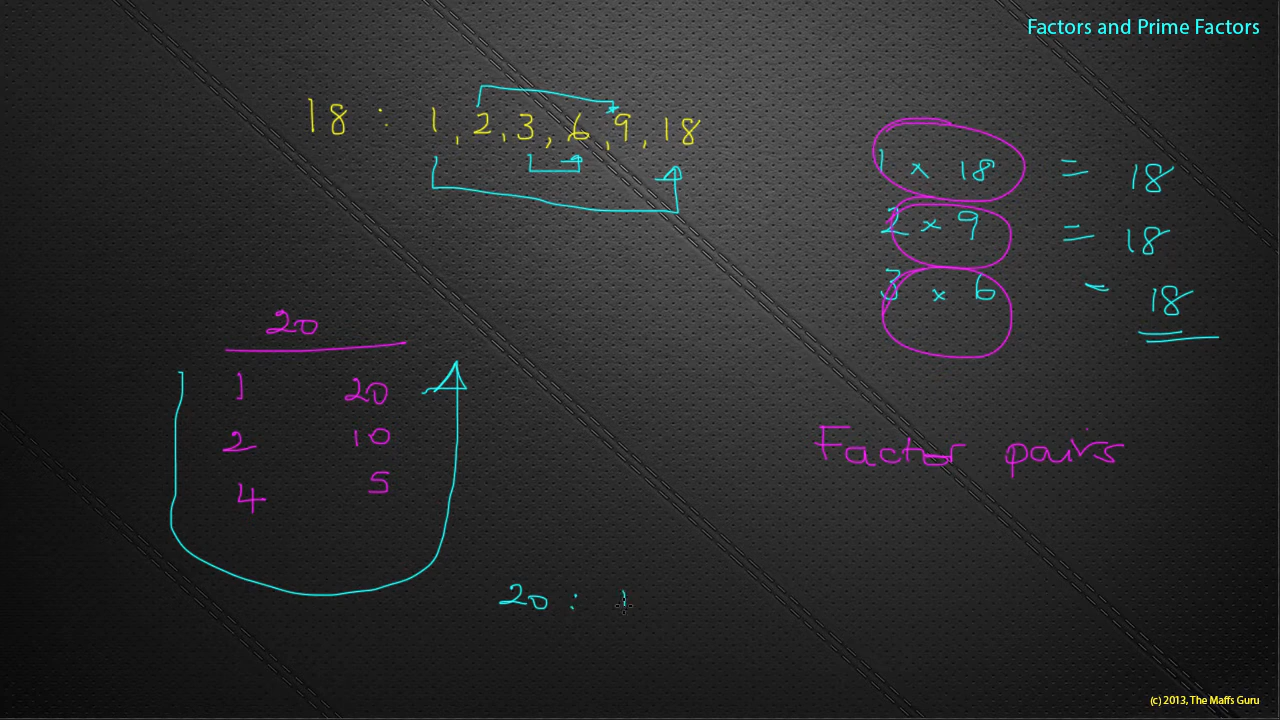 Factors and Prime Factors
18 : 1, 2, 3, 6, 9, 18
1 x 18 = 18
2 x 9 = 18
3 x 6 - 18
20
1 20
2 10
4 5
Factor pairs
20 : 1
(c) 2013, The Maffs Guru